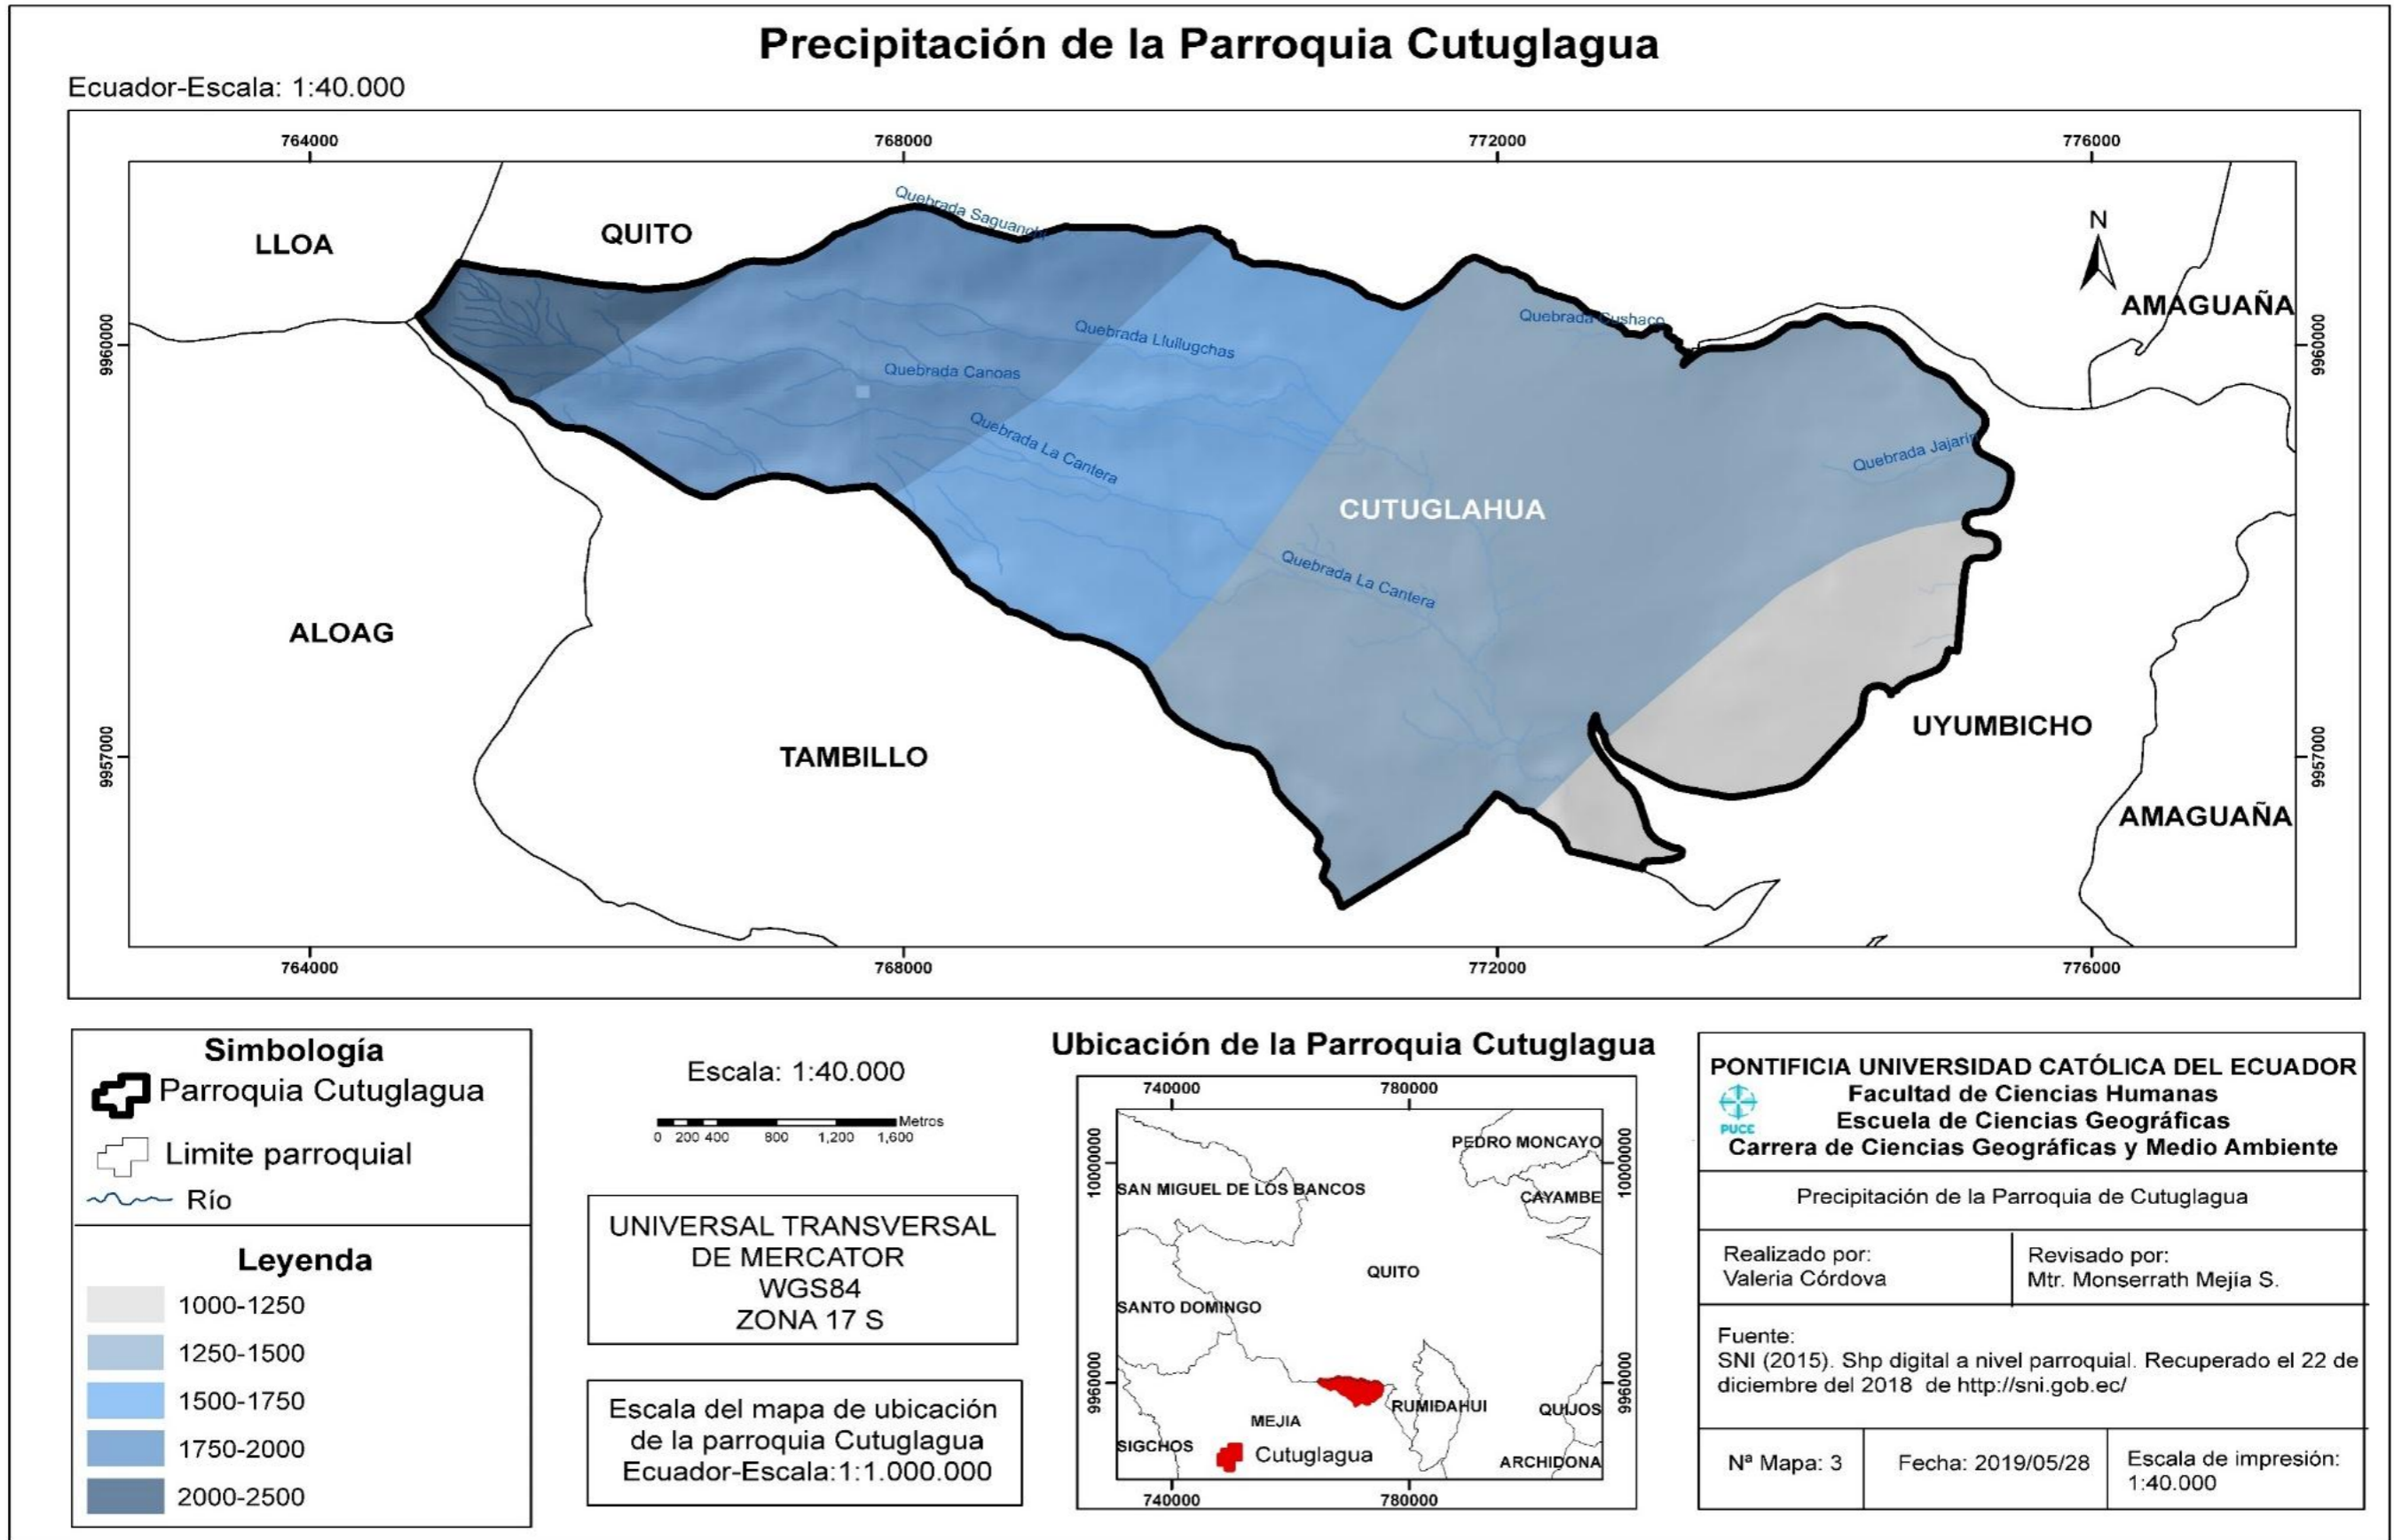 Precipitación de la Parroquia Cutuglagua
Ecuador-Escala: 1:40.000
764000 768000 772000 776000
LLOA
QUITO
Quebrada Saguanchi
N
AMAGUAÑA
9960000
9960000
Quebrada Cushaco
Quebrada Llullugchas
Quebrada Canoas
Quebrada La Cantera
Quebrada Jajarin
CUTUGLAHUA
Quebrada La Cantera
ALOAG
TAMBILLO
UYUMBICHO
9957000
9957000
AMAGUAÑA
764000 768000 772000 776000
Simbología
Parroquia Cutuglagua
Limite parroquial
Río
Leyenda
1000-1250
1250-1500
1500-1750
1750-2000
2000-2500
Escala: 1:40.000
Metros
0 200 400 800 1,200 1,600
UNIVERSAL TRANSVERSAL
DE MERCATOR
WGS84
ZONA 17 S
Escala del mapa de ubicación
de la parroquia Cutuglagua
Ecuador-Escala:1:1.000.000
Ubicación de la Parroquia Cutuglagua
740000 780000
PEDRO MONCAYO
10000000
10000000
SAN MIGUEL DE LOS BANCOS
CAYAMBE
QUITO
SANTO DOMINGO
9960000
9960000
RUMIÐAHUI
QUIJOS
MEJIA
SIGCHOS
Cutuglagua
ARCHIDONA
740000 780000
PONTIFICIA UNIVERSIDAD CATÓLICA DEL ECUADOR
Facultad de Ciencias Humanas
Escuela de Ciencias Geográficas
PUCE
Carrera de Ciencias Geográficas y Medio Ambiente
Precipitación de la Parroquia de Cutuglagua
Realizado por:
Valeria Córdova
Revisado por:
Mtr. Monserrath Mejía S.
Fuente:
SNI (2015). Shp digital a nivel parroquial. Recuperado el 22 de
diciembre del 2018 de http://sni.gob.ec/
Nª Mapa: 3
Fecha: 2019/05/28
Escala de impresión:
1:40.000